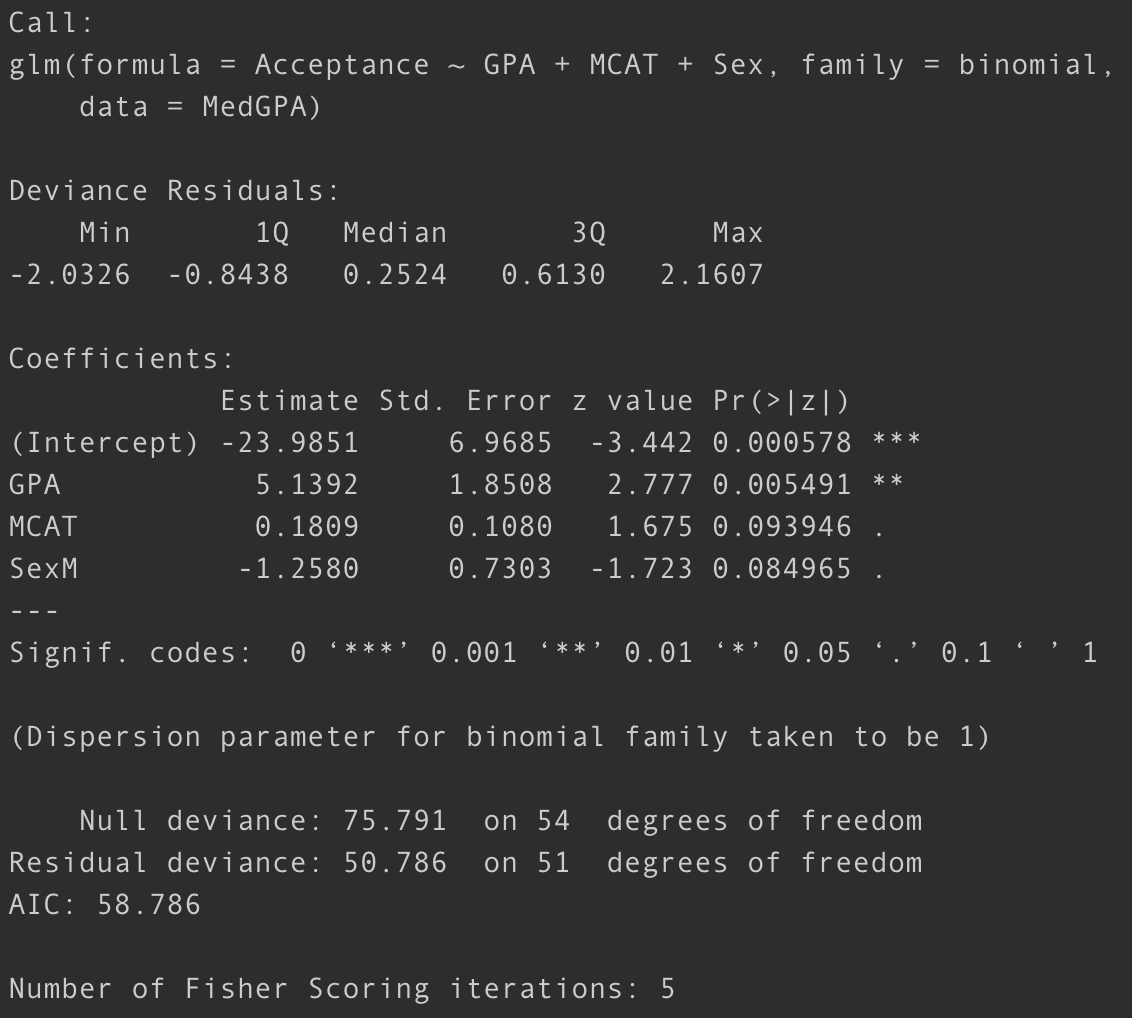 Call:
glm(formula = Acceptance ~ GPA + MCAT + Sex, family = binomial,
    data = MedGPA)

Deviance Residuals:
    Min       1Q   Median       3Q      Max
-2.0326  -0.8438   0.2524   0.6130   2.1607

Coefficients:
            Estimate Std. Error z value Pr(>|z|)
(Intercept) -23.9851     6.9685  -3.442 0.000578 ***
GPA           5.1392     1.8508   2.777 0.005491 **
MCAT          0.1809     0.1080   1.675 0.093946 .
SexM         -1.2580     0.7303  -1.723 0.084965 .
---
Signif. codes:  0 ‘***’ 0.001 ‘**’ 0.01 ‘*’ 0.05 ‘.’ 0.1 ‘ ’ 1

(Dispersion parameter for binomial family taken to be 1)

    Null deviance: 75.791  on 54  degrees of freedom
Residual deviance: 50.786  on 51  degrees of freedom
AIC: 58.786

Number of Fisher Scoring iterations: 5